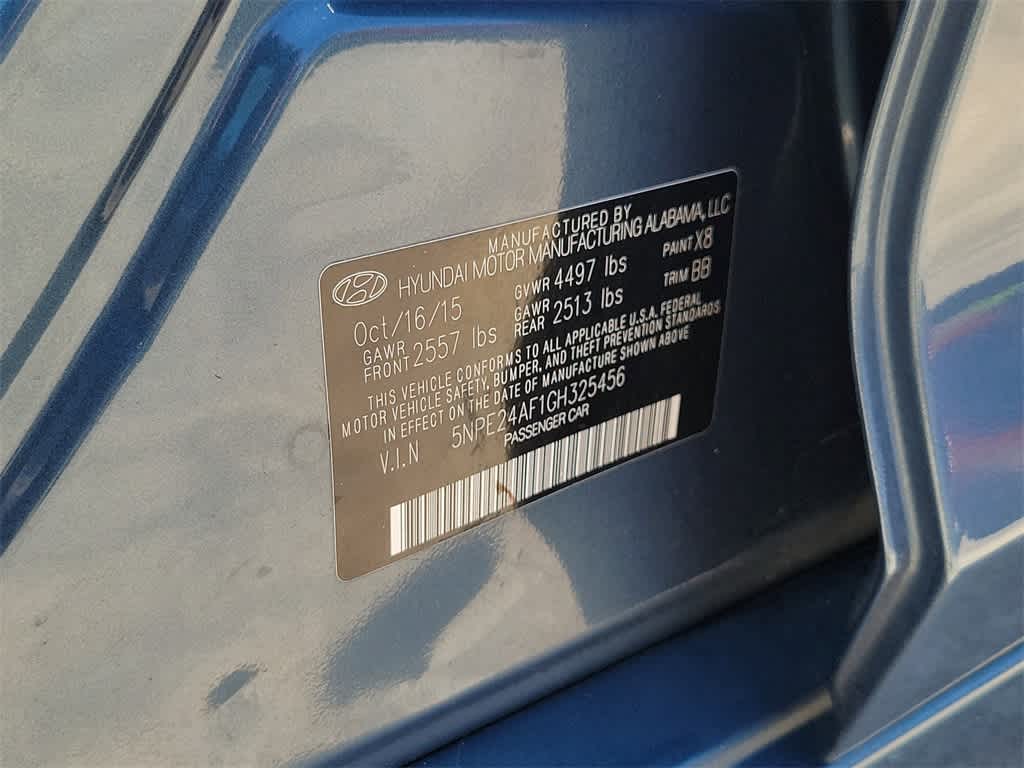 MANUFACTURED BY
HYUNDAI MOTOR MANUFACTURING ALABAMA, LLC
Oct/16/15 GVWR 4497 lbs PAINT X8
GAWR FRONT 2557 lbs GAWR REAR 2513 lbs TRIM BB
THIS VEHICLE CONFORMS TO ALL APPLICABLE U.S.A. FEDERAL
MOTOR VEHICLE SAFETY, BUMPER, AND THEFT PREVENTION STANDARDS
IN EFFECT ON THE DATE OF MANUFACTURE SHOWN ABOVE
V.I.N 5NPE24AF1GH325456
PASSENGER CAR